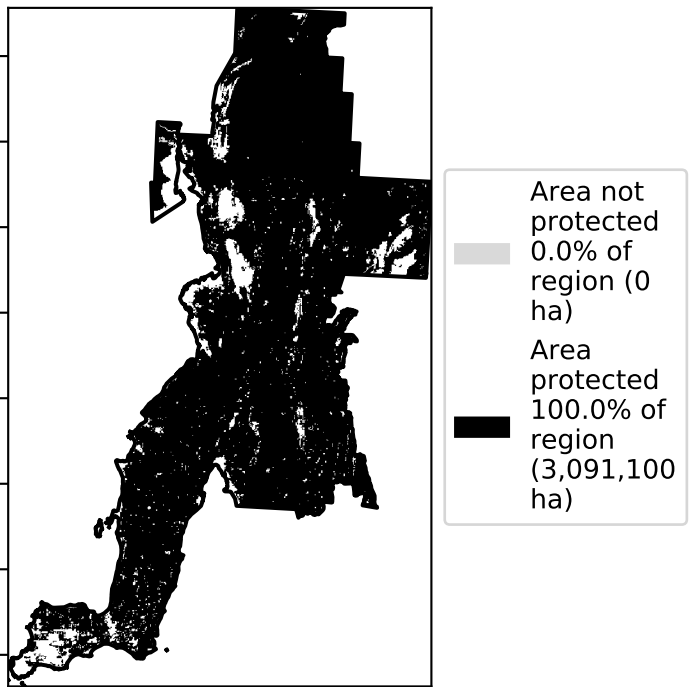 Area not
protected
0.0% of
region (0
ha)
Area
protected
100.0% of
region
(3,091,100
ha)